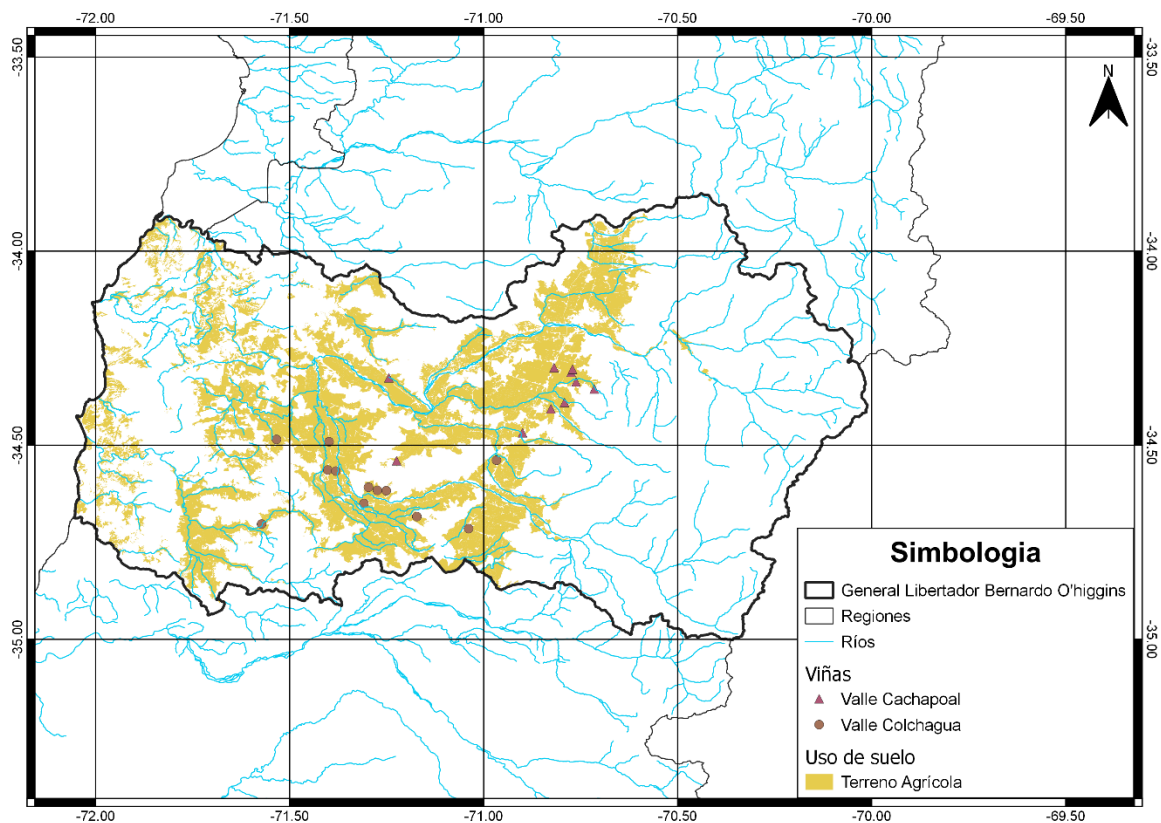 -72.00 -71.50 -71.00 -70.50 -70.00 -69.50
-33.50 -33.50
N
-34.00 -34.00
-34.50 -34.50
-35.00 -35.00
Simbologia
General Libertador Bernardo O'higgins
Regiones
Ríos
Viñas
Valle Cachapoal
Valle Colchagua
Uso de suelo
Terreno Agrícola
-72.00 -71.50 -71.00 -70.50 -70.00 -69.50